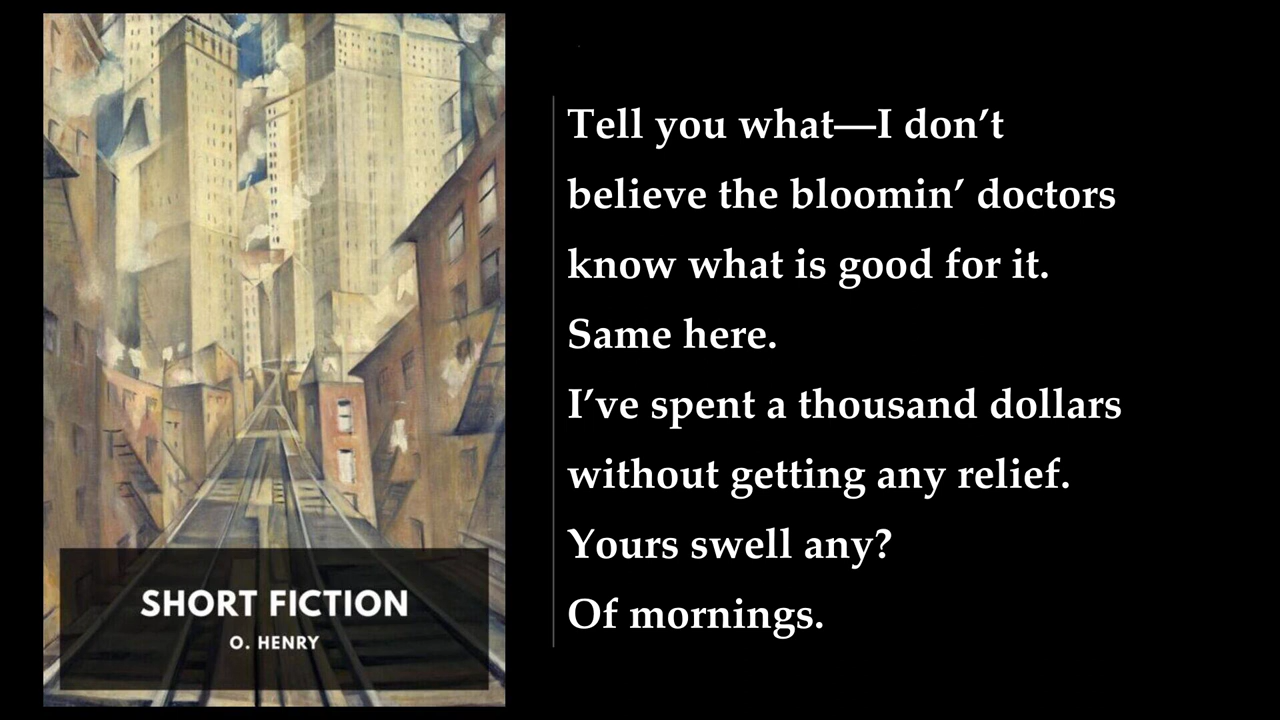 SHORT FICTION
O. HENRY
Tell you what—I don’t
believe the bloomin’ doctors
know what is good for it.
Same here.
I’ve spent a thousand dollars
without getting any relief.
Yours swell any?
Of mornings.